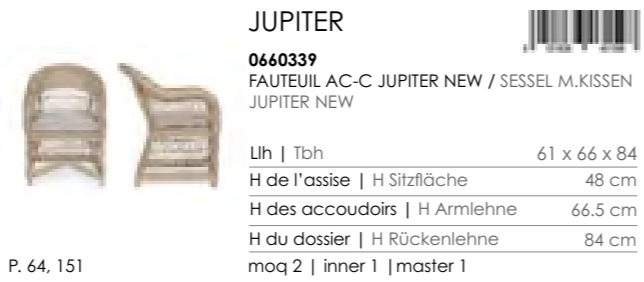 JUPITER
0660339
FAUTEUIL AC-C JUPITER NEW / SESSEL M.KISSEN
JUPITER NEW
Llh | Tbh 61 x 66 x 84
H de l'assise | H Sitzfläche 48 cm
H des accoudoirs | H Armlehne 66.5 cm
H du dossier | H Rückenlehne 84 cm
P. 64, 151 moq 2 | inner 1 |master 1